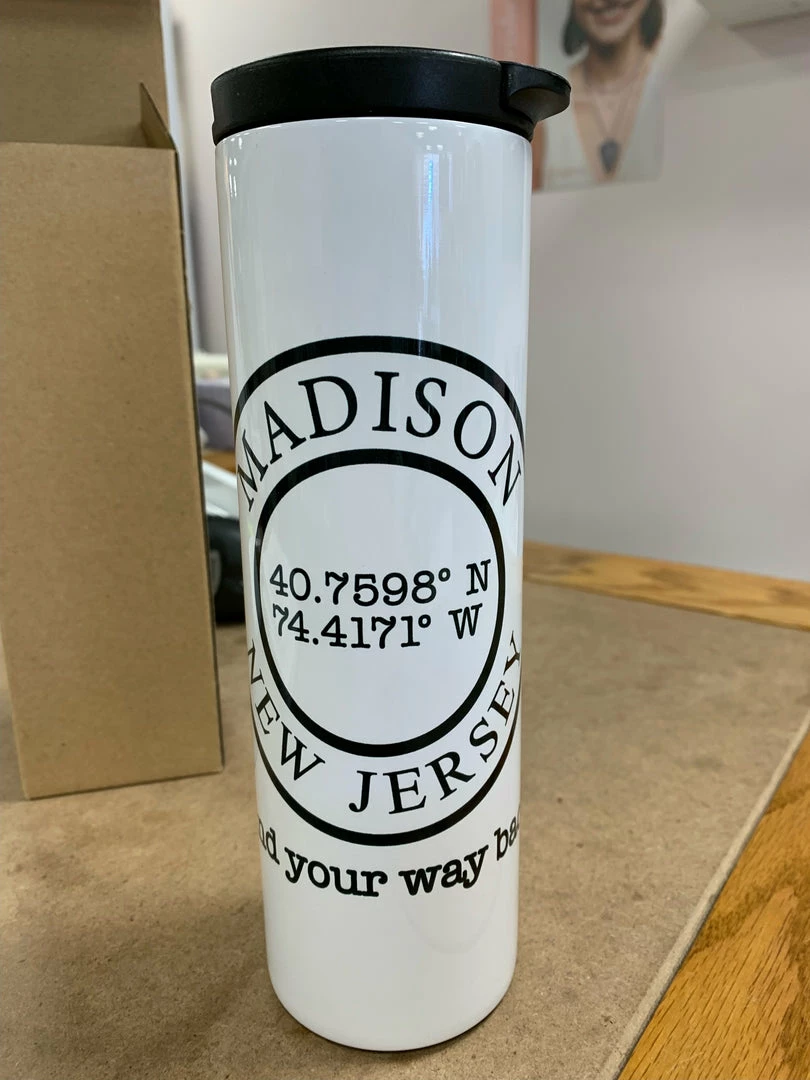 MADISON
40.7598° N
74.4171° W
NEW JERSEY
your way